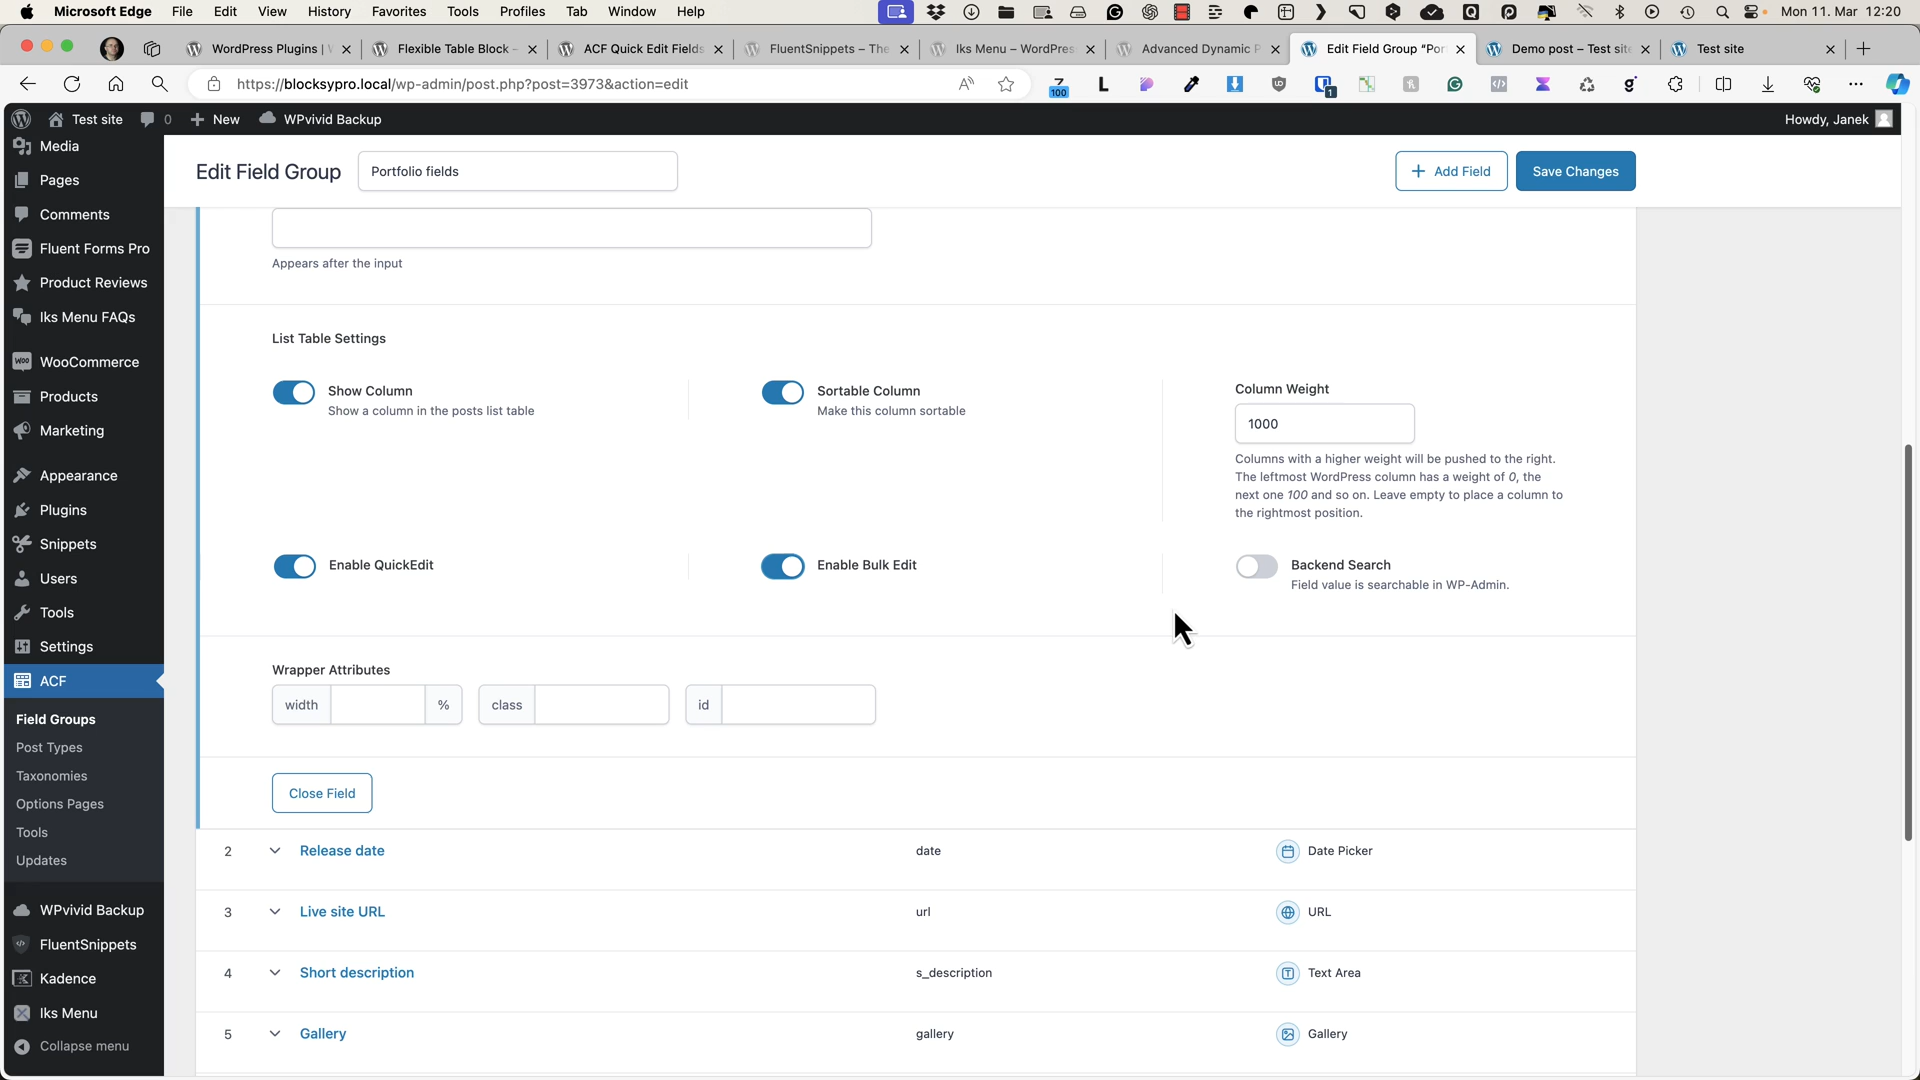 Microsoft Edge File Edit View History Favorites Tools Profiles Tab Window Help
Mon 11. Mar 12:20
WordPress Plugins |
Flexible Table Block -
ACF Quick Edit Fields
FluentSnippets – The
Iks Menu – WordPres
Advanced Dynamic P
Edit Field Group “Por
Demo post – Test site
Test site
https://blocksypro.local/wp-admin/post.php?post=3973&action=edit
100
1
Test site
0
New
WPvivid Backup
Howdy, Janek
Media
Pages
Comments
Fluent Forms Pro
Product Reviews
Iks Menu FAQs
WooCommerce
Products
Marketing
Appearance
Plugins
Snippets
Users
Tools
Settings
ACF
Field Groups
Post Types
Taxonomies
Options Pages
Tools
Updates
WPvivid Backup
FluentSnippets
Kadence
Iks Menu
Collapse menu
Edit Field Group
Portfolio fields
+ Add Field
Save Changes
Appears after the input
List Table Settings
Show Column
Show a column in the posts list table
Sortable Column
Make this column sortable
Column Weight
1000
Columns with a higher weight will be pushed to the right.
The leftmost WordPress column has a weight of 0, the
next one 100 and so on. Leave empty to place a column to
the rightmost position.
Enable QuickEdit
Enable Bulk Edit
Backend Search
Field value is searchable in WP-Admin.
Wrapper Attributes
width % class id
Close Field
2 Release date date Date Picker
3 Live site URL url URL
4 Short description s_description Text Area
5 Gallery gallery Gallery